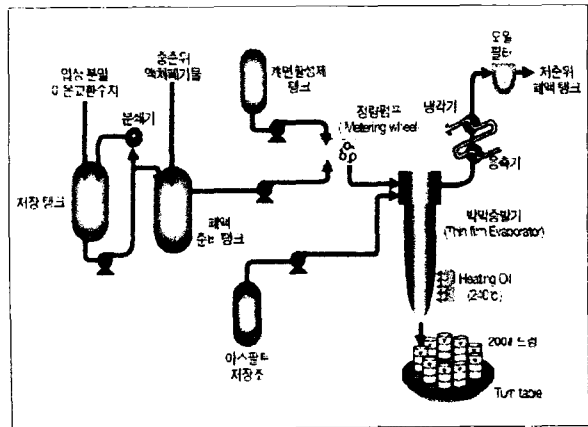 입상 분말
이온교환수지
중준위
액체폐기물
분쇄기
계면활성제
탱크
정량펌프
(Metering wheel)
오일
필터
저준위
폐액 탱크
냉각기
응축기
저장 탱크
폐액
준비 탱크
박막증발기
(Thin film Evaporator)
Heating Oil
(240℃)
아스팔트
저장조
200ℓ 드럼
Turn table